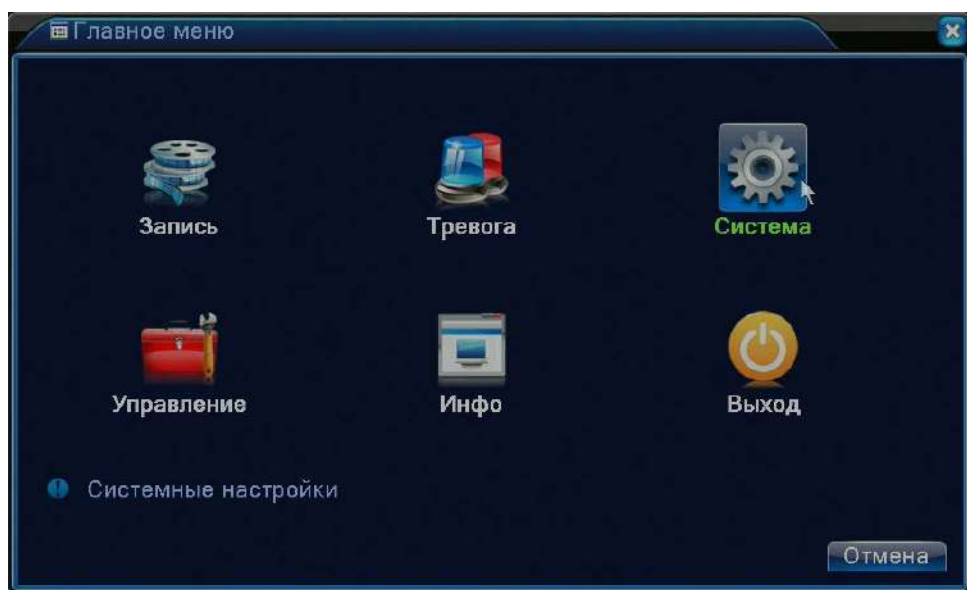 Главное меню
Запись
Тревога
Система
Управление
Инфо
Выход
Системные настройки
Отмена